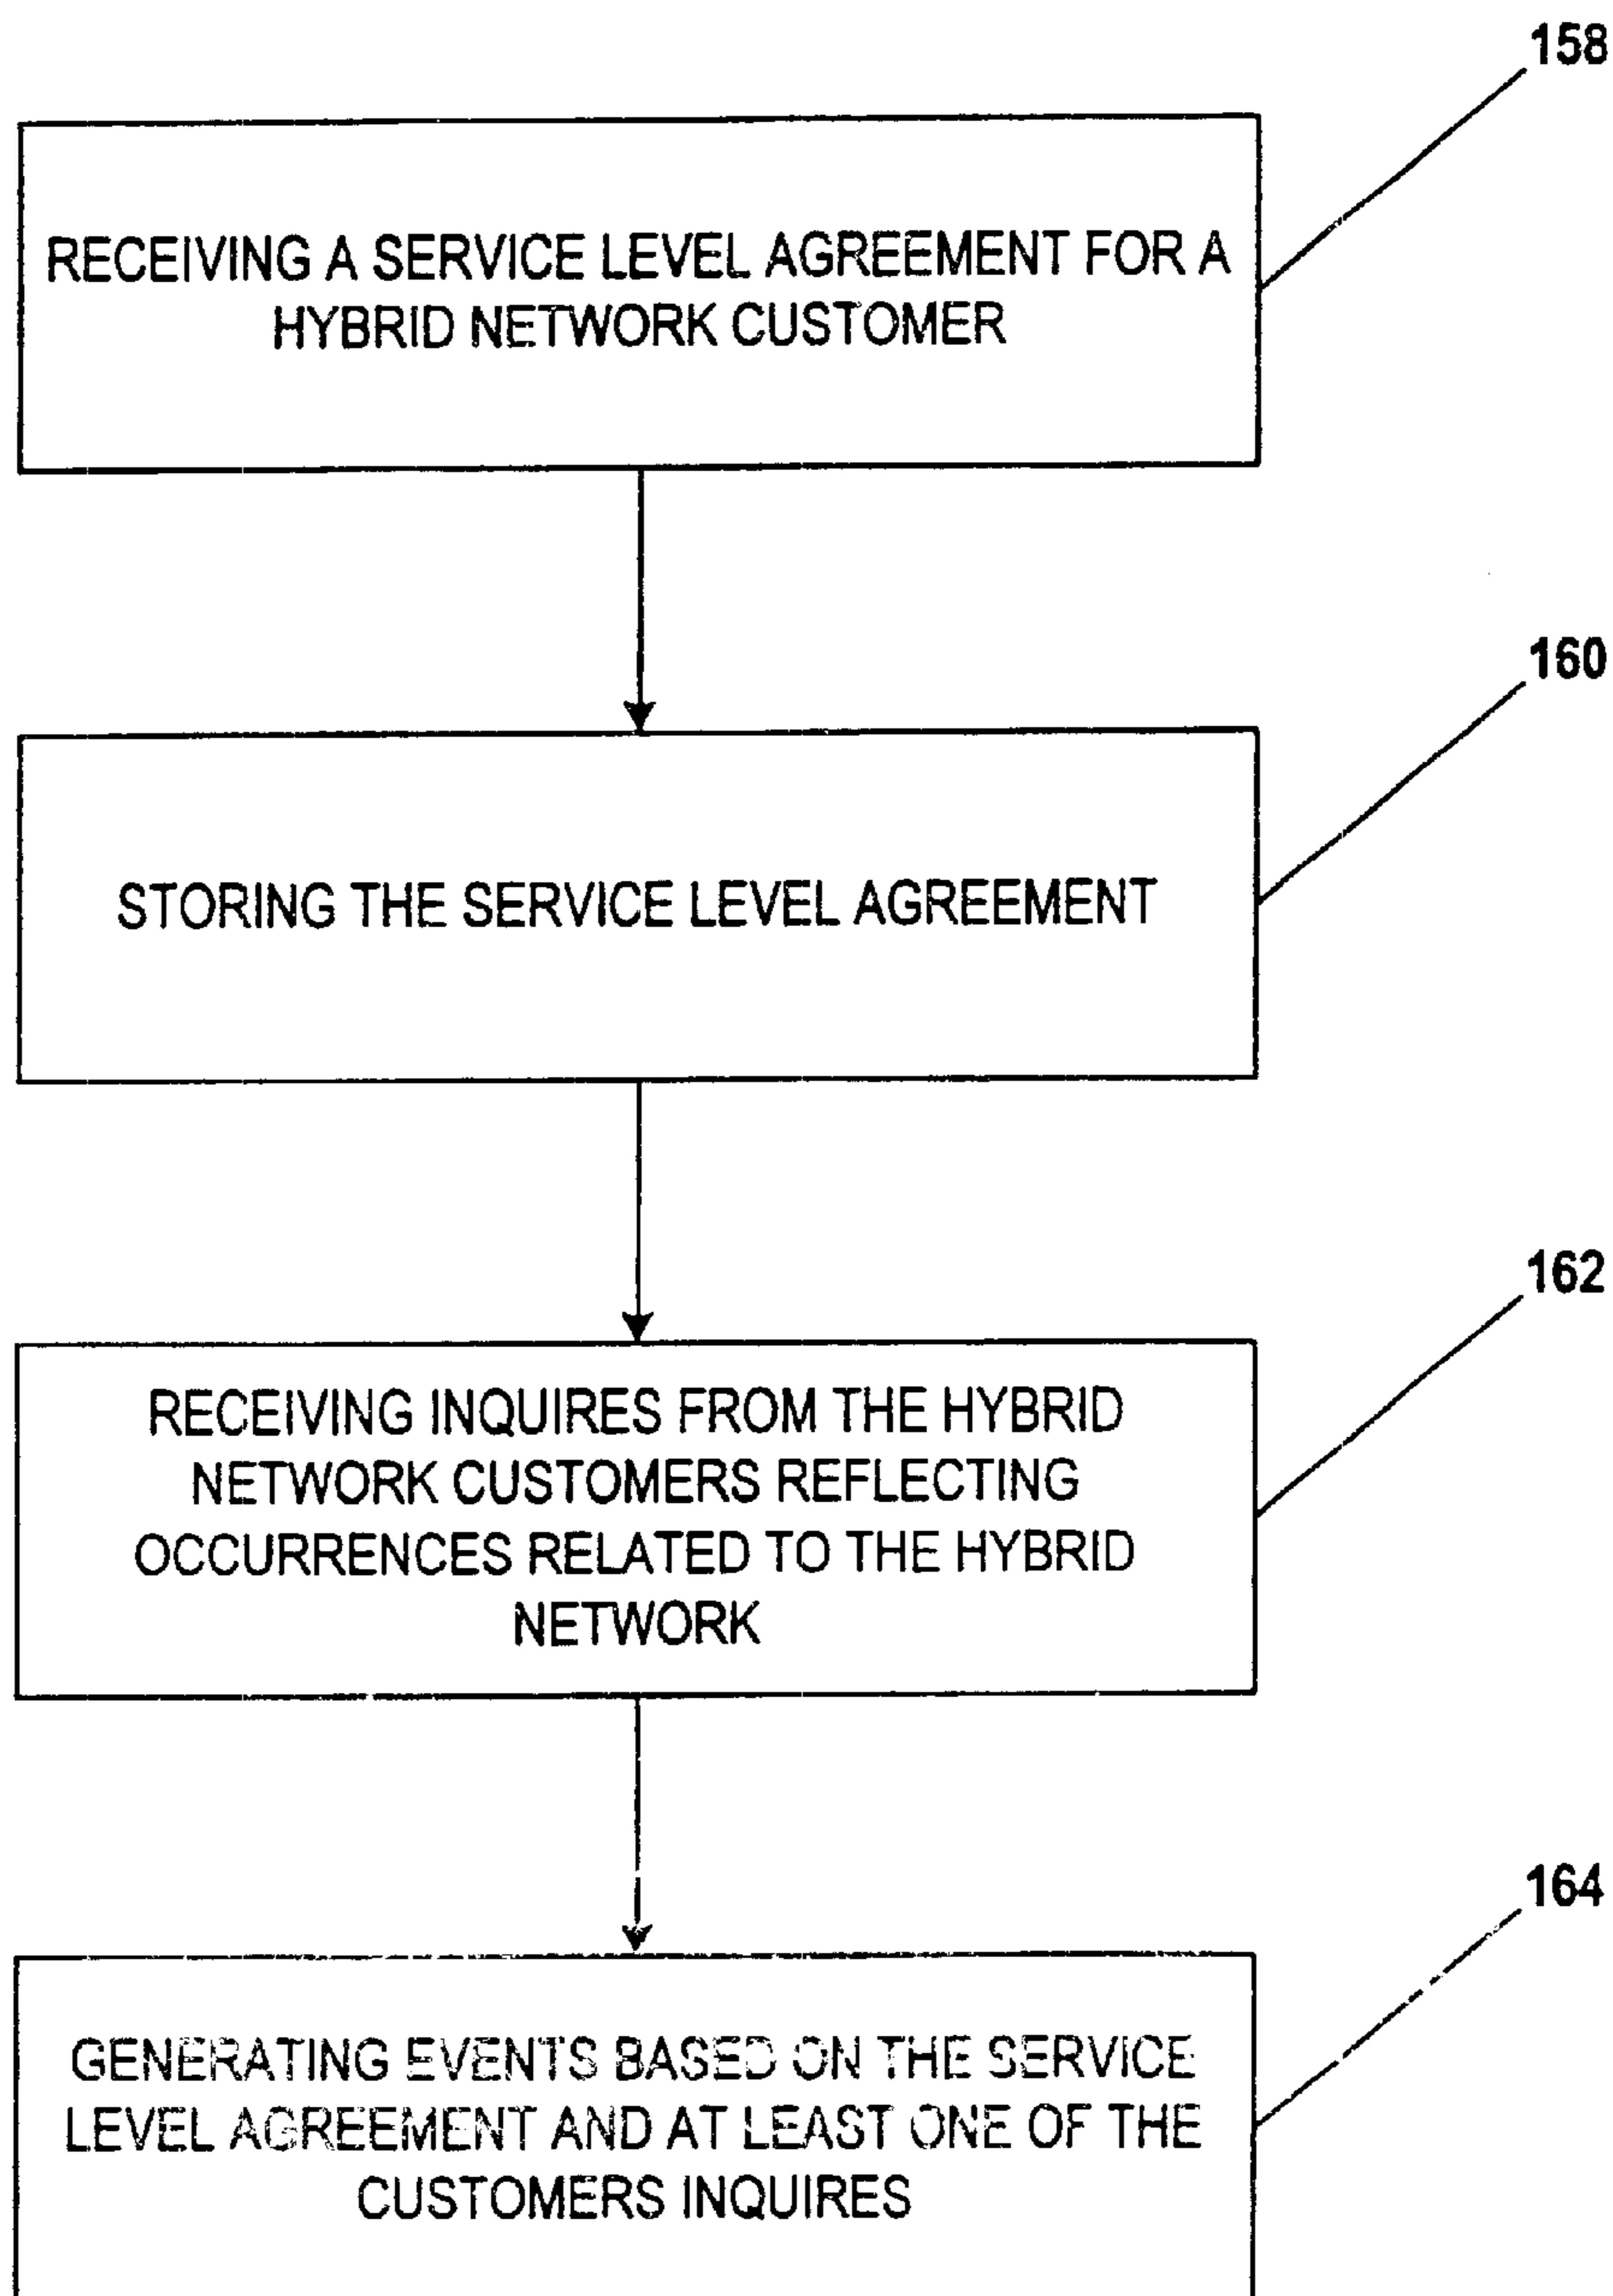 158
RECEIVING A SERVICE LEVEL AGREEMENT FOR A
HYBRID NETWORK CUSTOMER
160
STORING THE SERVICE LEVEL AGREEMENT
162
RECEIVING INQUIRES FROM THE HYBRID
NETWORK CUSTOMERS REFLECTING
OCCURRENCES RELATED TO THE HYBRID
NETWORK
164
GENERATING EVENTS BASED ON THE SERVICE
LEVEL AGREEMENT AND AT LEAST ONE OF THE
CUSTOMERS INQUIRES